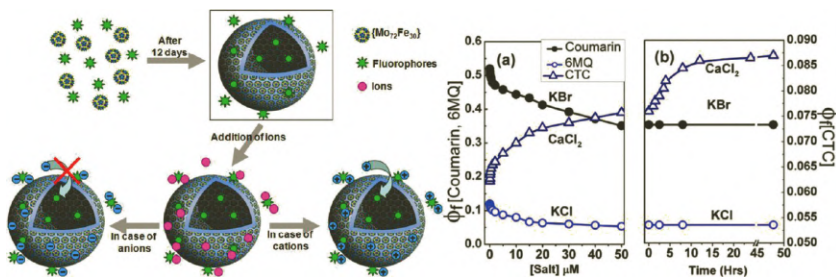 After
12 days
{Mo72Fe30}
Fluorophores
Ions
Addition of ions
In case of
anions
In case of
cations
(a)
Coumarin
6MQ
CTC
KBr
CaCl2
KCl
ϕf [Coumarin, 6MQ]
0.6
0.5
0.4
0.3
0.2
0.1
0.0
0 10 20 30 40 50
[Salt] μM
(b)
CaCl2
KBr
KCl
0.090
0.085
0.080
0.075
0.070
0.065
0.060
0.055
0.050
ϕf[CTC]
0 5 10 15 20 45 50
Time (Hrs)